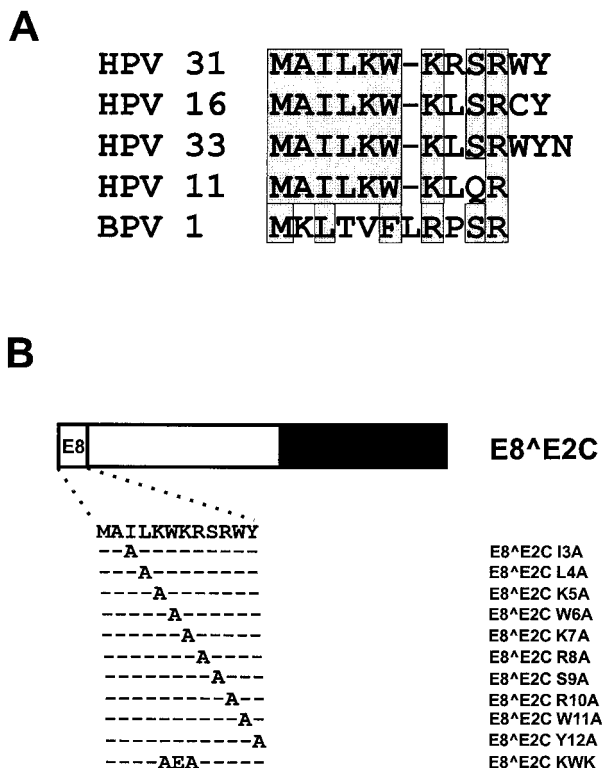 A
HPV 31 MAILKW-KRSRWY
HPV 16 MAILKW-KLSRCY
HPV 33 MAILKW-KLSRWYN
HPV 11 MAILKW-KLQR
BPV 1 MKLTVFLRPSR
B
E8 E8^E2C
MAILKWKRSRWY
--A--------- E8^E2C I3A
---A-------- E8^E2C L4A
----A------- E8^E2C K5A
-----A------ E8^E2C W6A
------A----- E8^E2C K7A
-------A---- E8^E2C R8A
--------A--- E8^E2C S9A
---------A-- E8^E2C R10A
----------A- E8^E2C W11A
-----------A E8^E2C Y12A
----AEA----- E8^E2C KWK